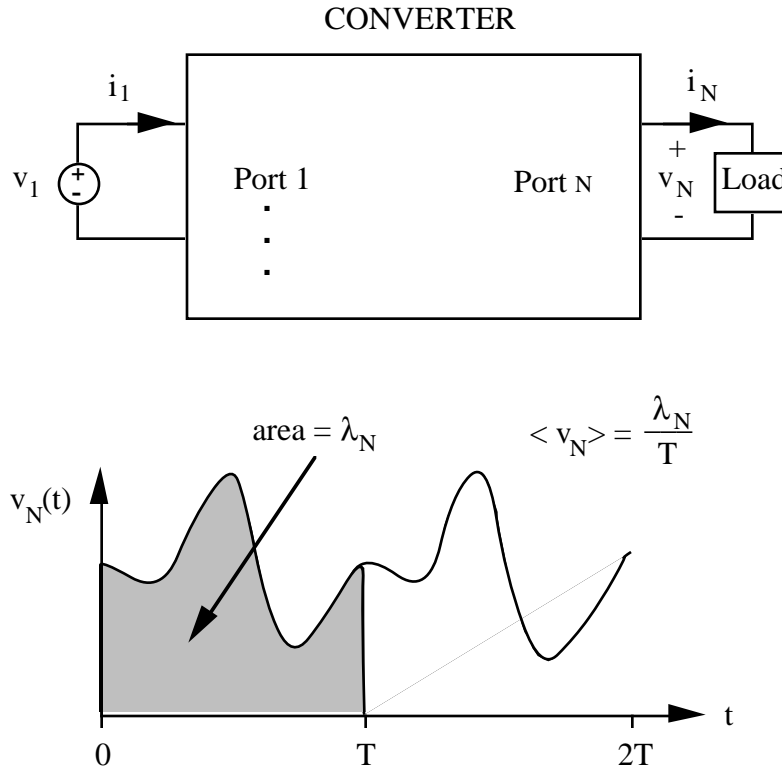 CONVERTER
i1
iN
v1
+
-
Port 1
Port N
+
vN
-
Load
area = λN
< vN > = λN / T
vN(t)
t
0
T
2T